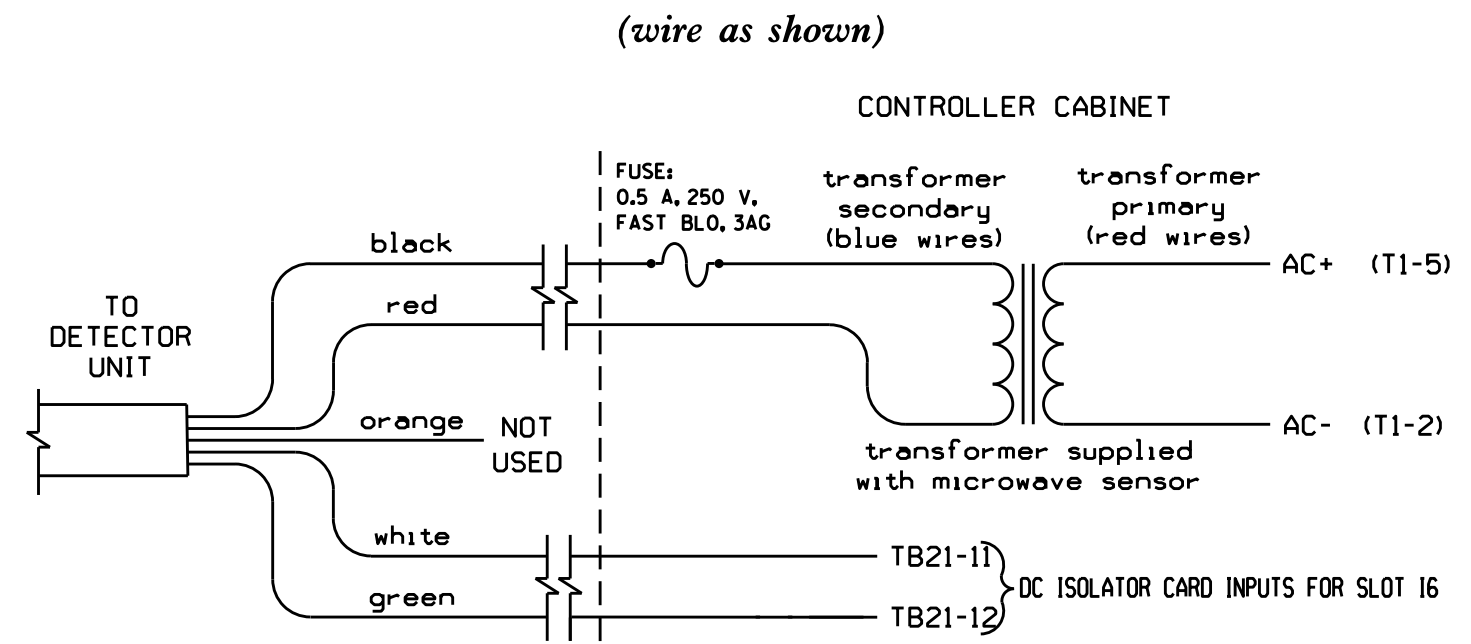 (wire as shown)
CONTROLLER CABINET
FUSE:
0.5 A, 250 V,
FAST BLO, 3AG
transformer
secondary
(blue wires)
transformer
primary
(red wires)
black
AC+ (T1-5)
red
TO
DETECTOR
UNIT
orange
NOT
USED
AC- (T1-2)
transformer supplied
with microwave sensor
white
TB21-11
DC ISOLATOR CARD INPUTS FOR SLOT I6
green
TB21-12